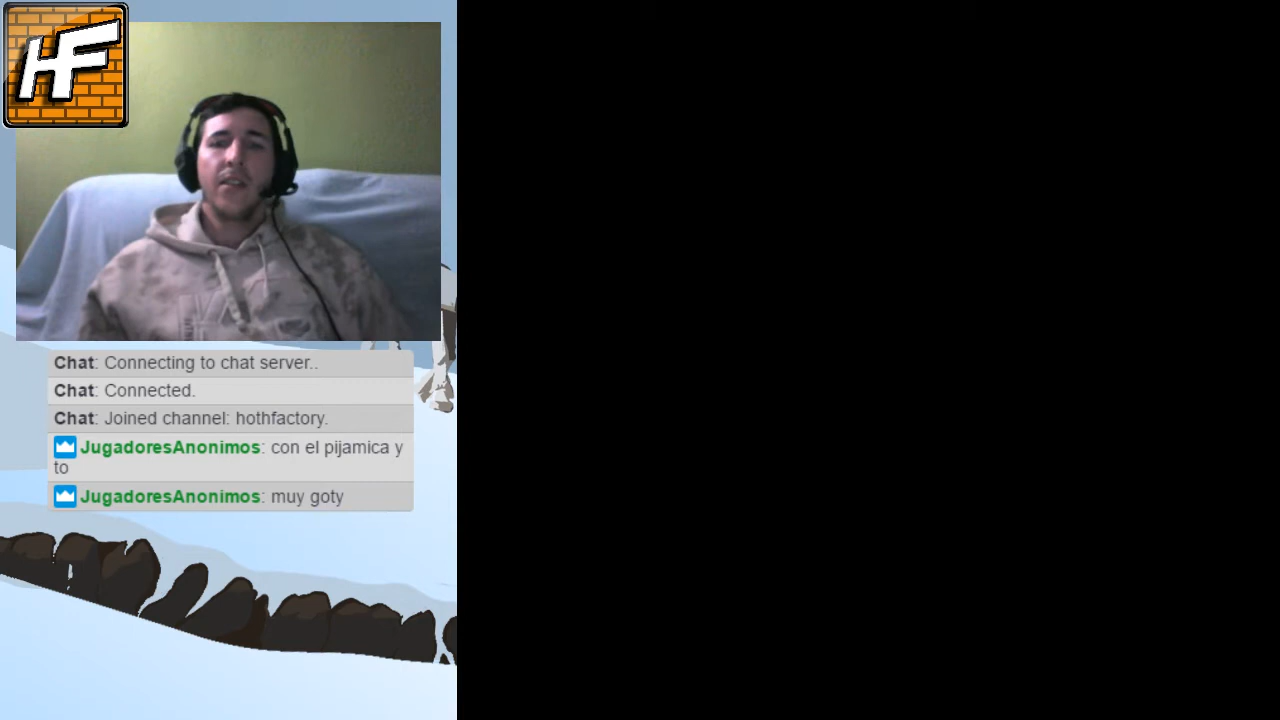 HF
Chat: Connecting to chat server..
Chat: Connected.
Chat: Joined channel: hothfactory.
JugadoresAnonimos: con el pijamica y
to
JugadoresAnonimos: muy goty